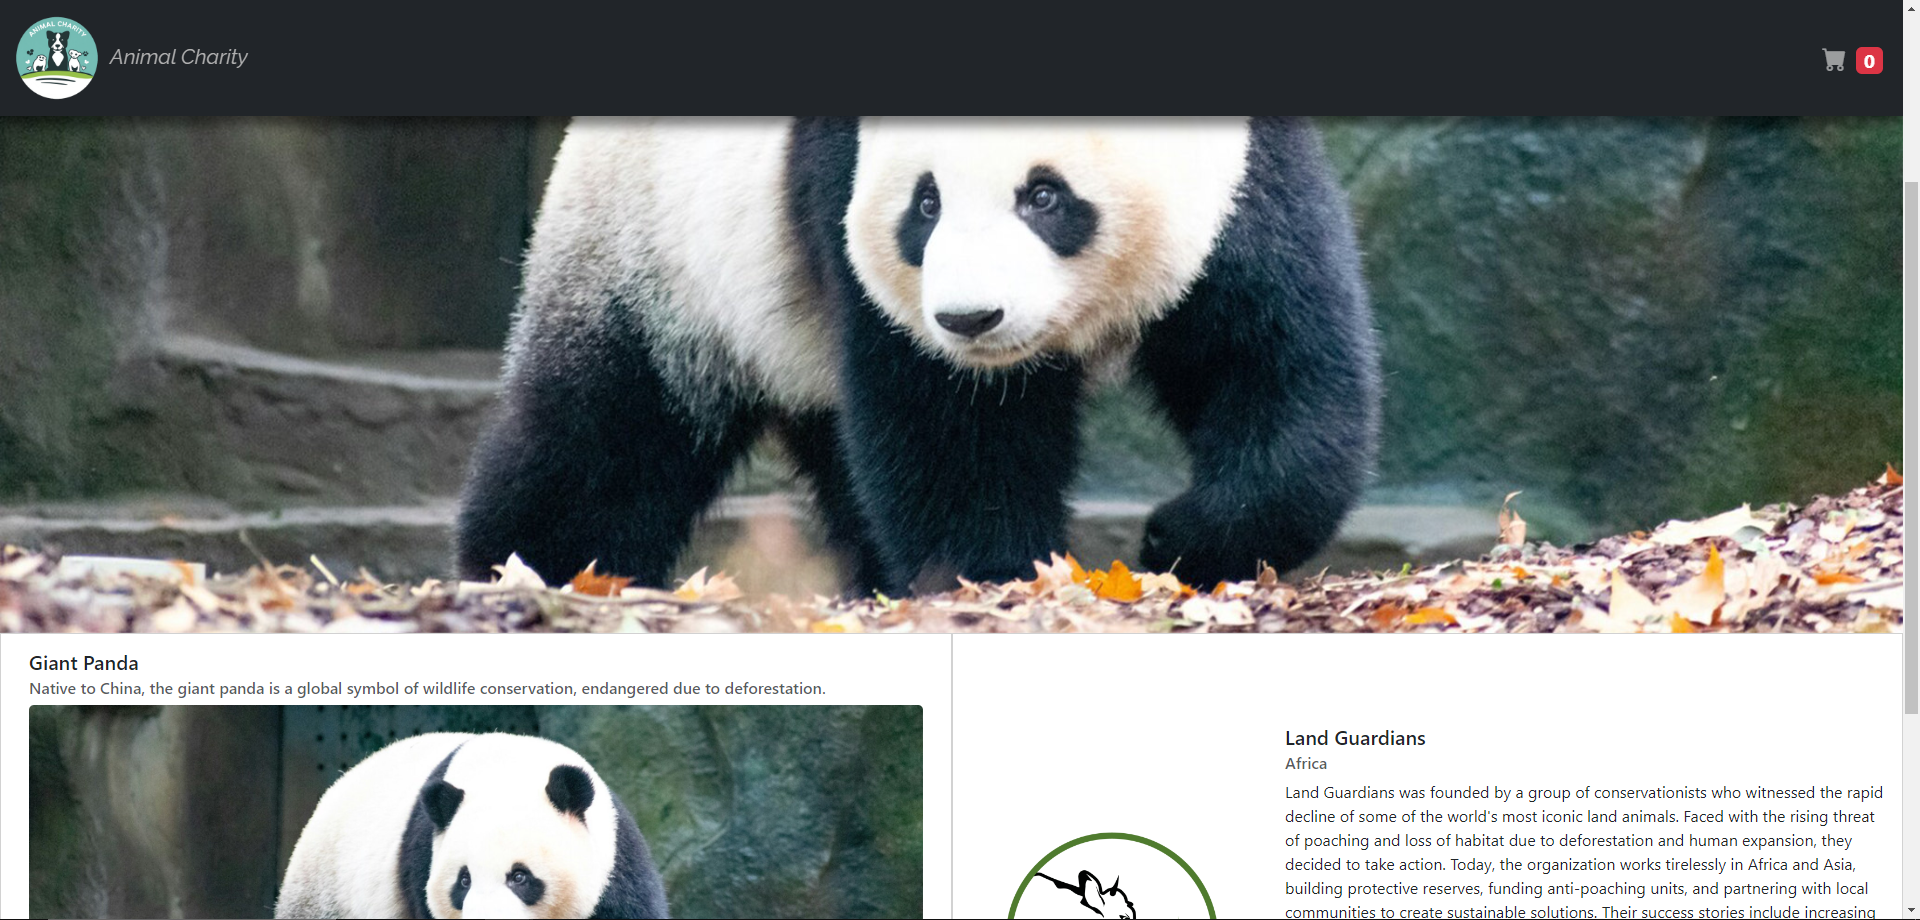 ANIMAL CHARITY
Animal Charity
0
Giant Panda
Native to China, the giant panda is a global symbol of wildlife conservation, endangered due to deforestation.
Land Guardians
Africa
Land Guardians was founded by a group of conservationists who witnessed the rapid
decline of some of the world's most iconic land animals. Faced with the rising threat
of poaching and loss of habitat due to deforestation and human expansion, they
decided to take action. Today, the organization works tirelessly in Africa and Asia,
building protective reserves, funding anti-poaching units, and partnering with local
communities to create sustainable solutions. Their success stories include increasing